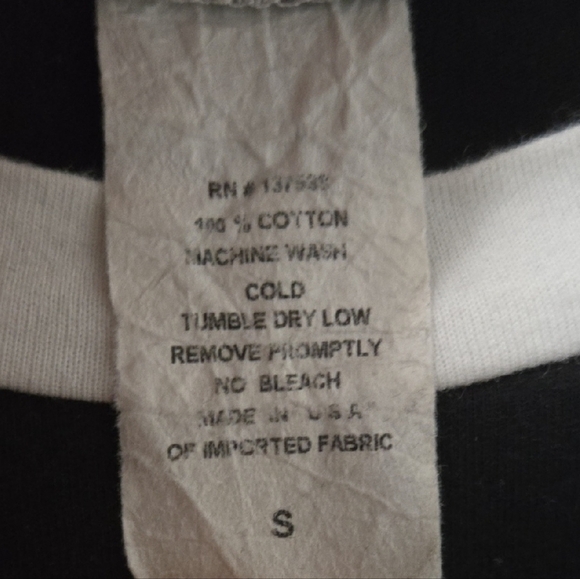 RN #
100 % COTTON
MACHINE WASH
COLD
TUMBLE DRY LOW
REMOVE PROMPTLY
NO BLEACH
MADE IN U S A
OF IMPORTED FABRIC
S